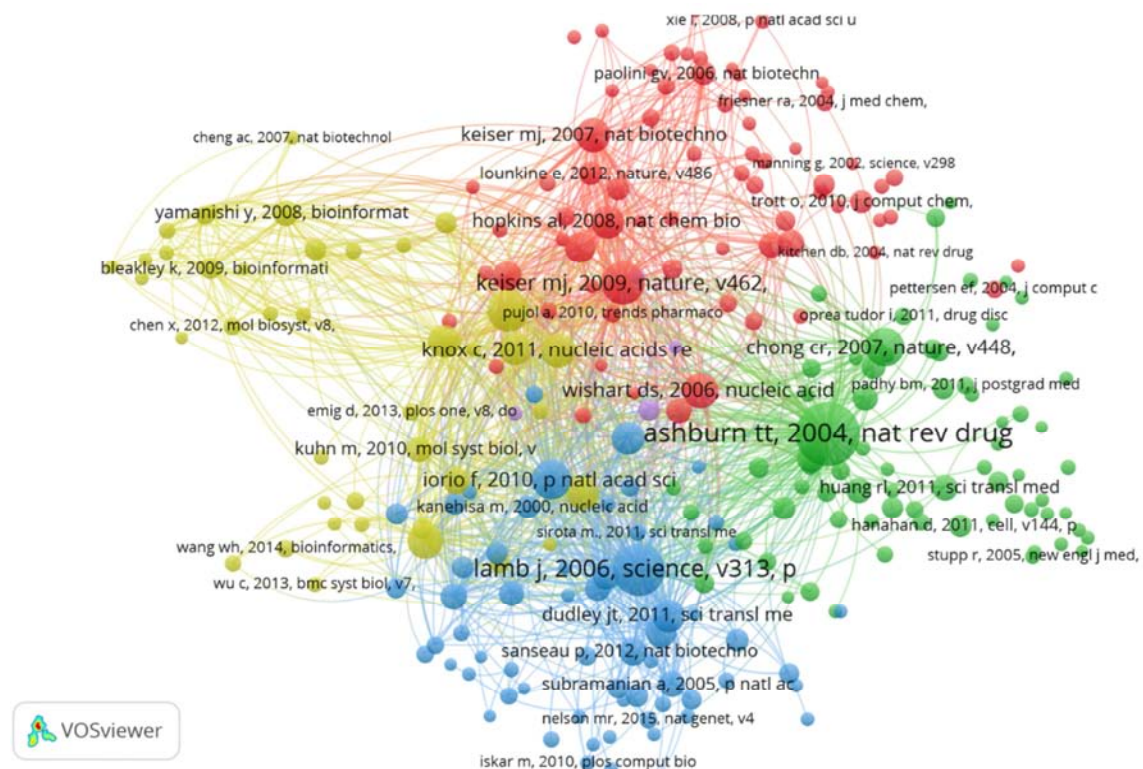 xie l, 2008, p natl acad sci u
paolini gv, 2006, nat biotechn
friesner ra, 2004, j med chem,
keiser mj, 2007, nat biotechno
cheng ac, 2007, nat biotechnol
lounkine e, 2012, nature, v486
manning g, 2002, science, v298
trott o, 2010, j comput chem,
yamanishi y, 2008, bioinformat
hopkins al, 2008, nat chem bio
kitchen db, 2004, nat rev drug
bleakley k, 2009, bioinformati
keiser mj, 2009, nature, v462,
pettersen ef, 2004, j comput c
pujol a, 2010, trends pharmaco
oprea tudor i, 2011, drug disc
chen x, 2012, mol biosyst, v8,
knox c, 2011, nucleic acids re
chong cr, 2007, nature, v448,
wishart ds, 2006, nucleic acid
padhy bm, 2011, j postgrad med
emig d, 2013, plos one, v8, do
ashburn tt, 2004, nat rev drug
kuhn m, 2010, mol syst biol, v
iorio f, 2010, p natl acad sci
huang rl, 2011, sci transl med
kanehisa m, 2000, nucleic acid
hanahan d, 2011, cell, v144, p
sirota m., 2011, sci transl me
wang wh, 2014, bioinformatics,
stupp r, 2005, new engl j med,
lamb j, 2006, science, v313, p
wu c, 2013, bmc syst biol, v7,
dudley jt, 2011, sci transl me
sanseau p, 2012, nat biotechno
subramanian a, 2005, p natl ac
nelson mr, 2015, nat genet, v4
VOSviewer
iskar m, 2010, plos comput bio